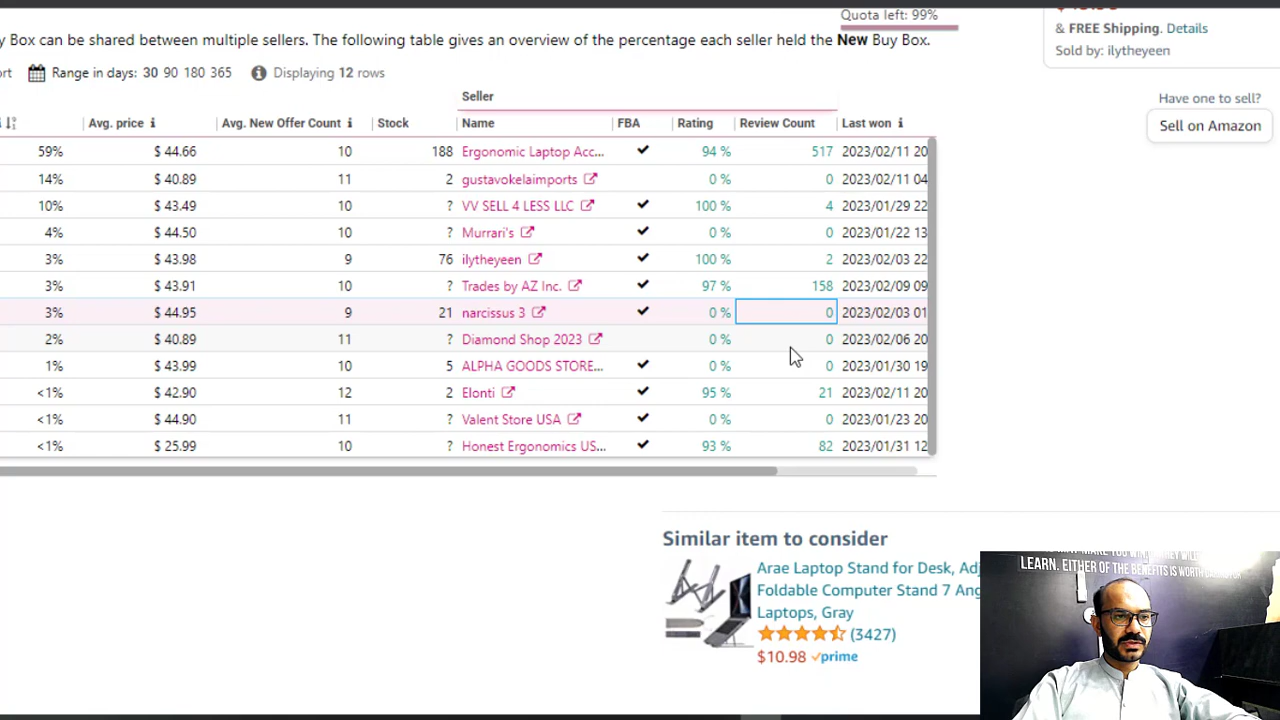 Quota left: 99%
y Box can be shared between multiple sellers. The following table gives an overview of the percentage each seller held the New Buy Box.
& FREE Shipping. Details
Sold by: ilytheyeen
ort Range in days: 30 90 180 365 Displaying 12 rows
Have one to sell?
Sell on Amazon
Seller
Avg. price Avg. New Offer Count Stock Name FBA Rating Review Count Last won
59% $ 44.66 10 188 Ergonomic Laptop Acc... ✔ 94 % 517 2023/02/11 20
14% $ 40.89 11 2 gustavokelaimports 0 % 0 2023/02/11 04
10% $ 43.49 10 ? VV SELL 4 LESS LLC ✔ 100 % 4 2023/01/29 22
4% $ 44.50 10 ? Murrari's ✔ 0 % 0 2023/01/22 13
3% $ 43.98 9 76 ilytheyeen ✔ 100 % 2 2023/02/03 22
3% $ 43.91 10 ? Trades by AZ Inc. ✔ 97 % 158 2023/02/09 09
3% $ 44.95 9 21 narcissus 3 ✔ 0 % 0 2023/02/03 01
2% $ 40.89 11 ? Diamond Shop 2023 0 % 0 2023/02/06 20
1% $ 43.99 10 5 ALPHA GOODS STORE... ✔ 0 % 0 2023/01/30 19
<1% $ 42.90 12 2 Elonti ✔ 95 % 21 2023/02/11 20
<1% $ 44.90 11 ? Valent Store USA ✔ 0 % 0 2023/01/23 20
<1% $ 25.99 10 ? Honest Ergonomics US... ✔ 93 % 82 2023/01/31 12
Similar item to consider
Arae Laptop Stand for Desk, Adj
Foldable Computer Stand 7 Ang
Laptops, Gray
(3427)
$10.98 prime
LEARN. EITHER OF THE BENEFITS IS WORTH